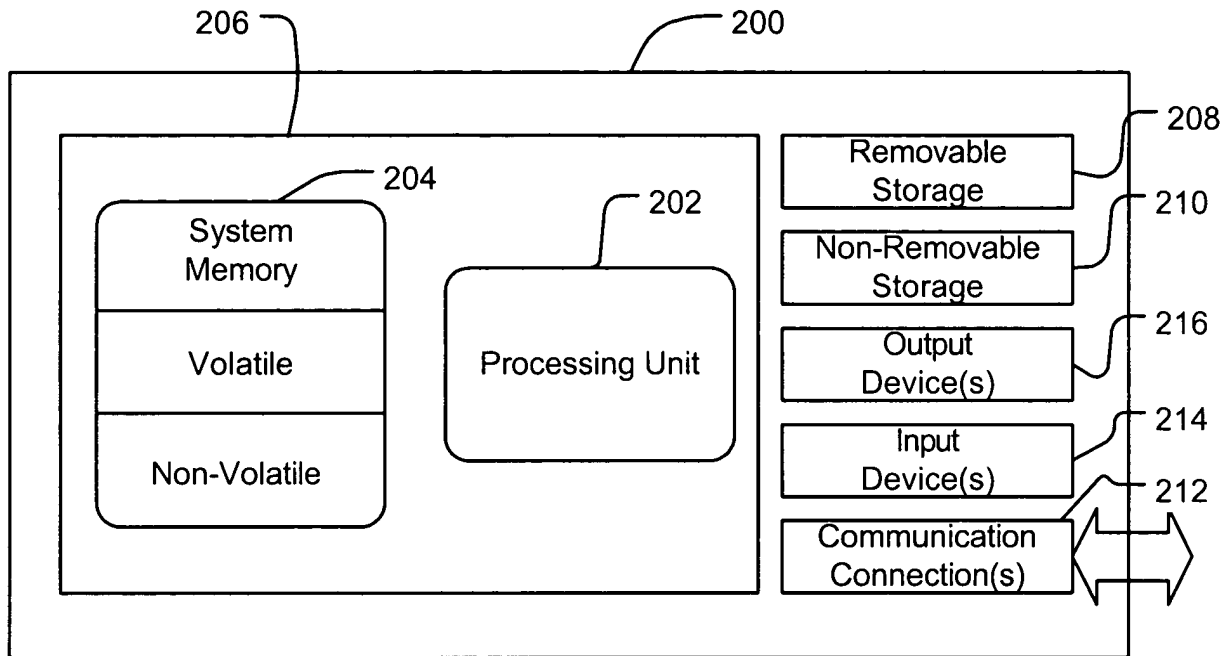 206
200
204
System
Memory
Volatile
Non-Volatile
202
Processing Unit
Removable
Storage
208
Non-Removable
Storage
210
Output
Device(s)
216
Input
Device(s)
214
Communication
Connection(s)
212